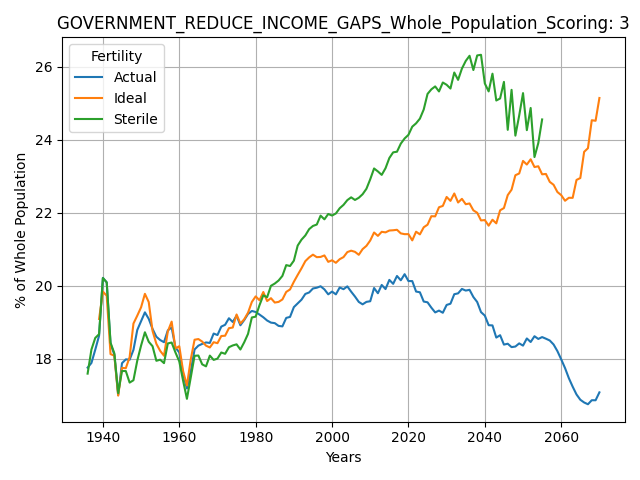 GOVERNMENT_REDUCE_INCOME_GAPS_Whole_Population_Scoring: 3
Fertility
Actual
Ideal
Sterile
% of Whole Population
26
24
22
20
18
1940 1960 1980 2000 2020 2040 2060
Years